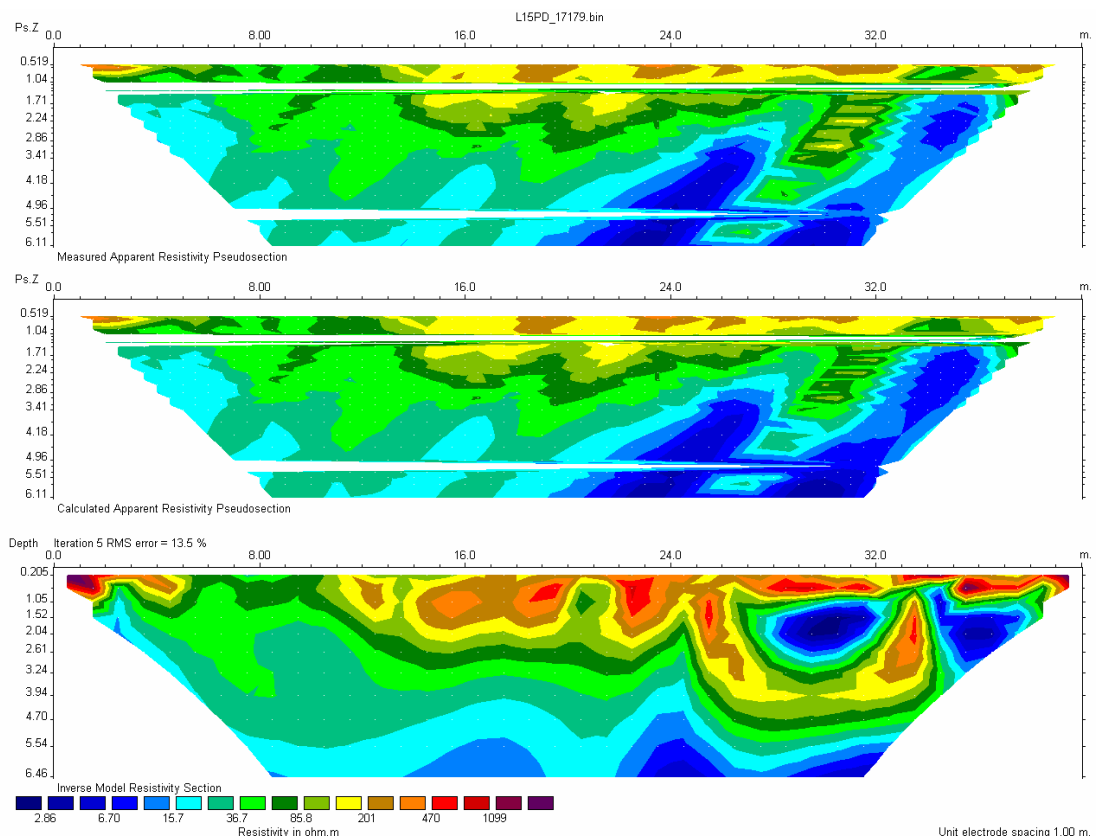 L15PD_17179.bin
Ps.Z
0.0 8.00 16.0 24.0 32.0 m.
0.519
1.04
1.71
2.24
2.86
3.41
4.18
4.96
5.51
6.11
Measured Apparent Resistivity Pseudosection
Ps.Z
0.0 8.00 16.0 24.0 32.0 m.
0.519
1.04
1.71
2.24
2.86
3.41
4.18
4.96
5.51
6.11
Calculated Apparent Resistivity Pseudosection
Depth Iteration 5 RMS error = 13.5 %
0.0 8.00 16.0 24.0 32.0 m.
0.205
1.05
1.52
2.04
2.61
3.24
3.94
4.70
5.54
6.46
Inverse Model Resistivity Section
2.86 6.70 15.7 36.7 85.8 201 470 1099
Resistivity in ohm.m Unit electrode spacing 1.00 m.